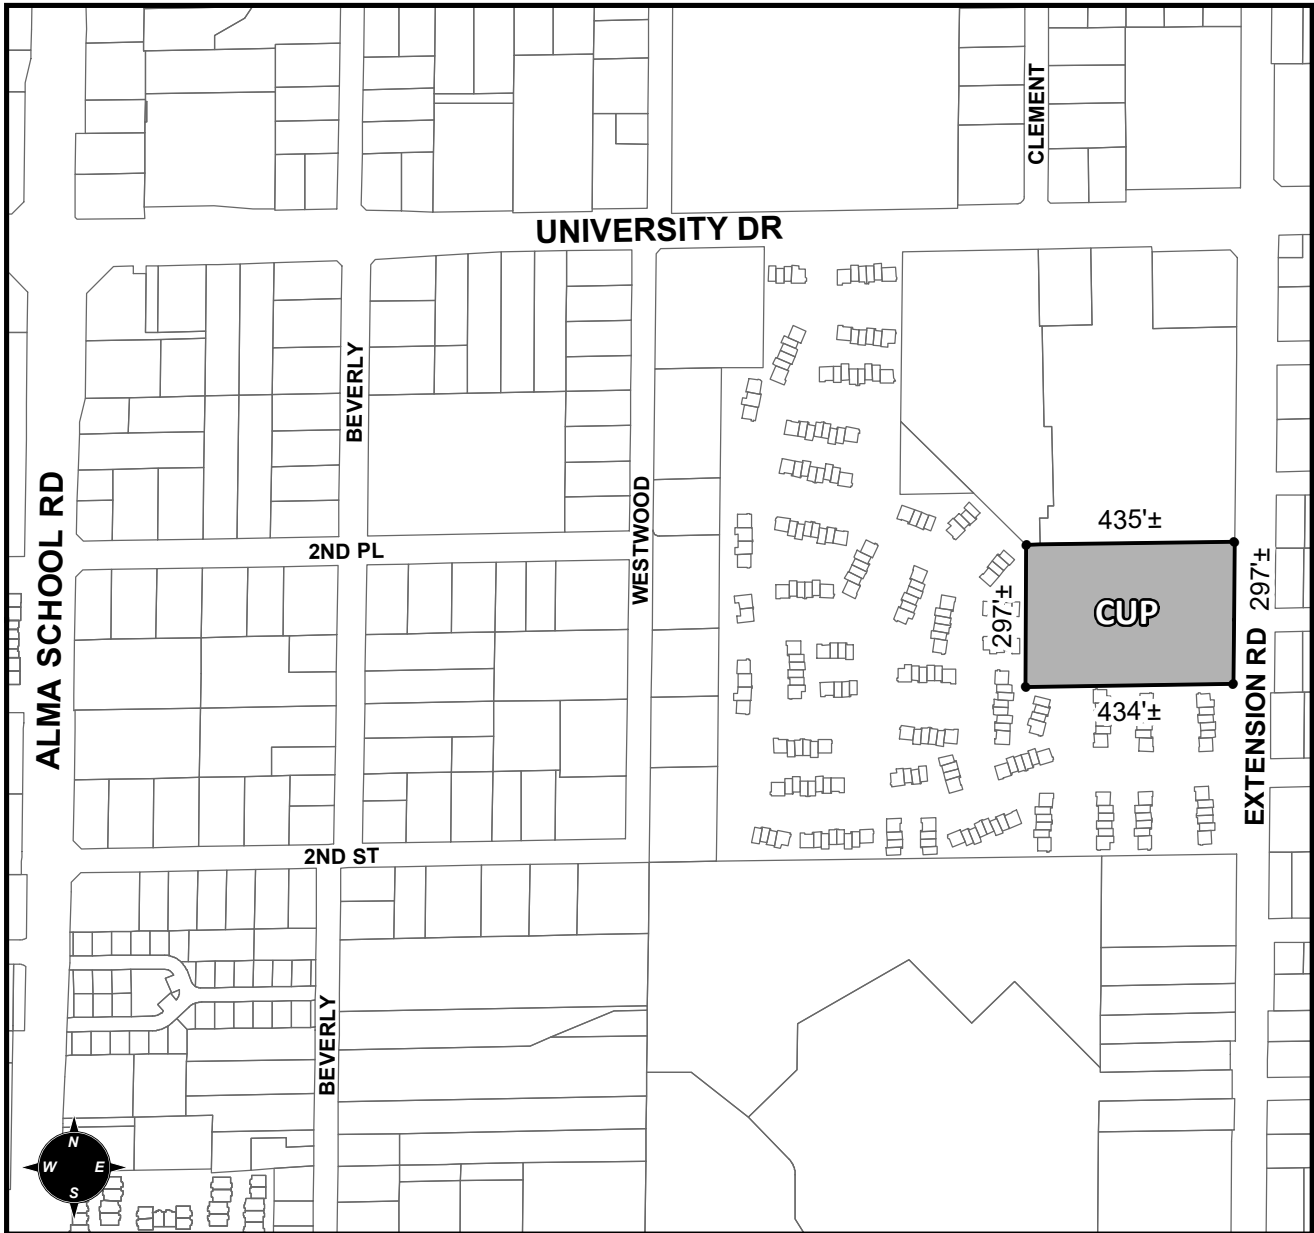 CLEMENT
UNIVERSITY DR
BEVERLY
ALMA SCHOOL RD
WESTWOOD
435'±
2ND PL
297'±
297'±
CUP
EXTENSION RD
434'±
2ND ST
BEVERLY
N
W E
S